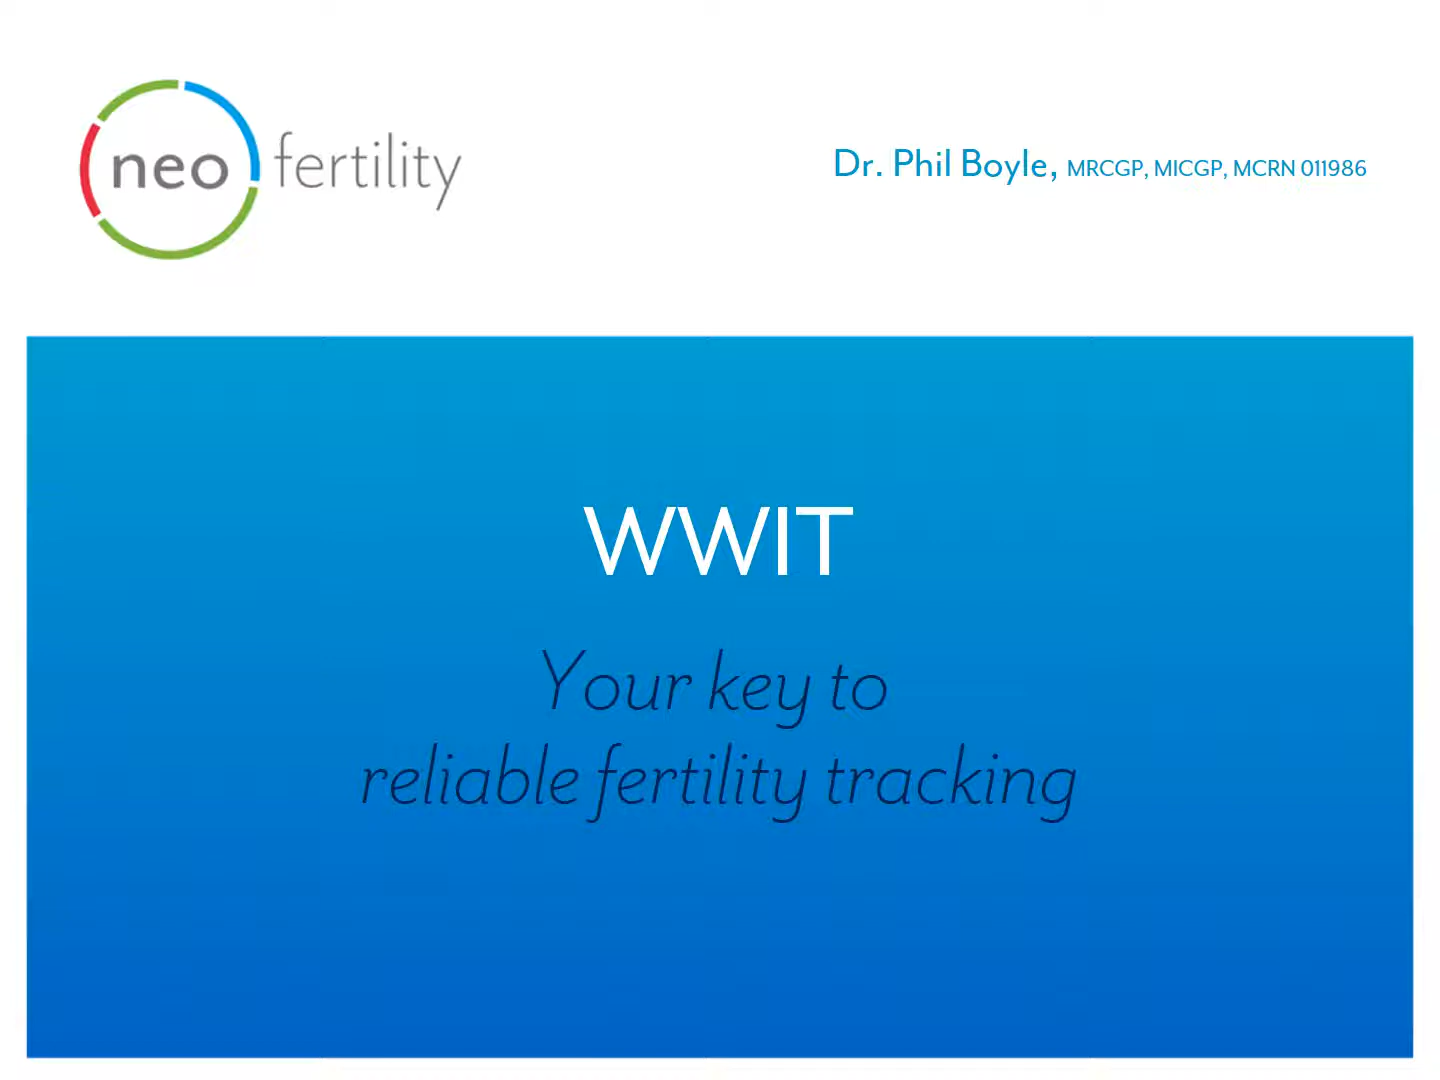 neo fertility
Dr. Phil Boyle, MRCGP, MICGP, MCRN 011986
WWIT
Your key to
reliable fertility tracking